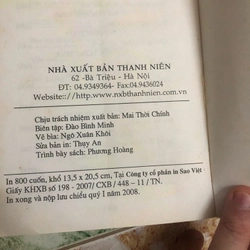 NHÀ XUẤT BẢN THANH NIÊN
62 -Bà Triệu - Hà Nội
ĐT: 04.9349364- Fax:04.9436024
Website:://http.www.nxbthanhnien.com.vn
Chịu trách nhiệm xuất bản: Mai Thời Chính
Biên tập: Đào Bình Minh
Vẽ bìa: Ngô Xuân Khôi
Sửa bản in: Thuy An
Trình bày sách: Phương Hoàng
In 800 cuốn, khổ 13,5 x 20,5 cm, Tại Công ty cổ phần in Sao Việt
Giấy KHXB số 198 - 2007/ CXB / 448 – 11 / TN.
In xong và nộp lưu chiểu quý I năm 2008.